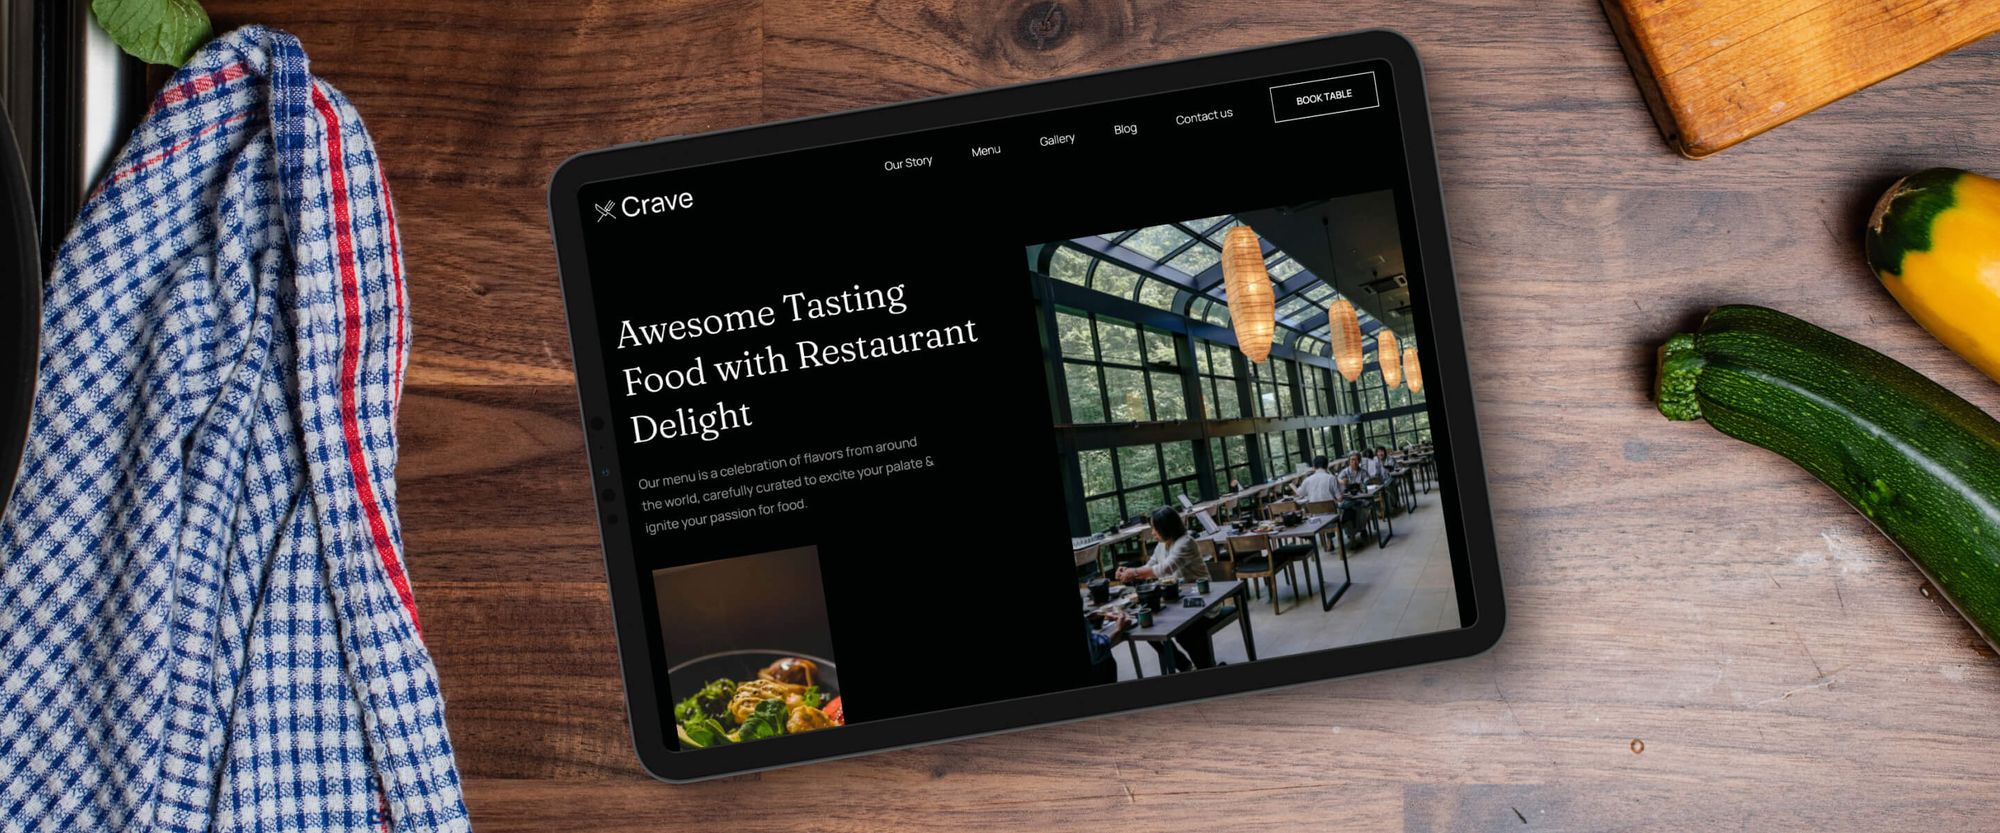 Our Story
Menu
Gallery
Blog
Contact us
BOOK TABLE
Crave
Awesome Tasting
Food with Restaurant
Delight
Our menu is a celebration of flavors from around
the world, carefully curated to excite your palate &
ignite your passion for food.